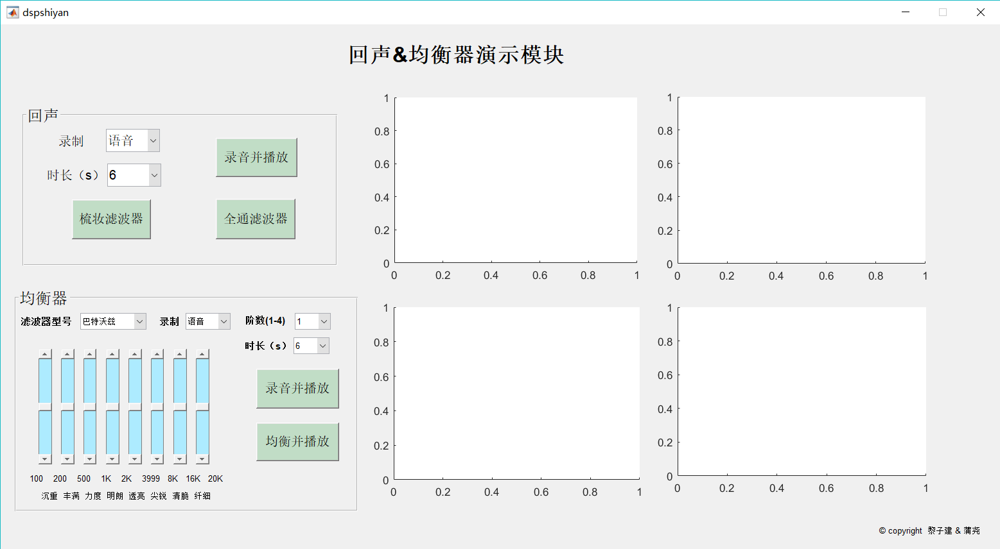 dspshiyan
回声&均衡器演示模块
回声
录制 语音
时长（s） 6
录音并播放
梳妆滤波器 全通滤波器
均衡器
滤波器型号 巴特沃兹 录制 语音 阶数(1-4) 1
时长（s） 6
录音并播放
均衡并播放
100 200 500 1K 2K 3999 8K 16K 20K
沉重 丰满 力度 明朗 透亮 尖锐 清脆 纤细
1
0.8
0.6
0.4
0.2
0
0 0.2 0.4 0.6 0.8 1
1
0.8
0.6
0.4
0.2
0
0 0.2 0.4 0.6 0.8 1
1
0.8
0.6
0.4
0.2
0
0 0.2 0.4 0.6 0.8 1
1
0.8
0.6
0.4
0.2
0
0 0.2 0.4 0.6 0.8 1
© copyright 黎子建 & 蒲尧